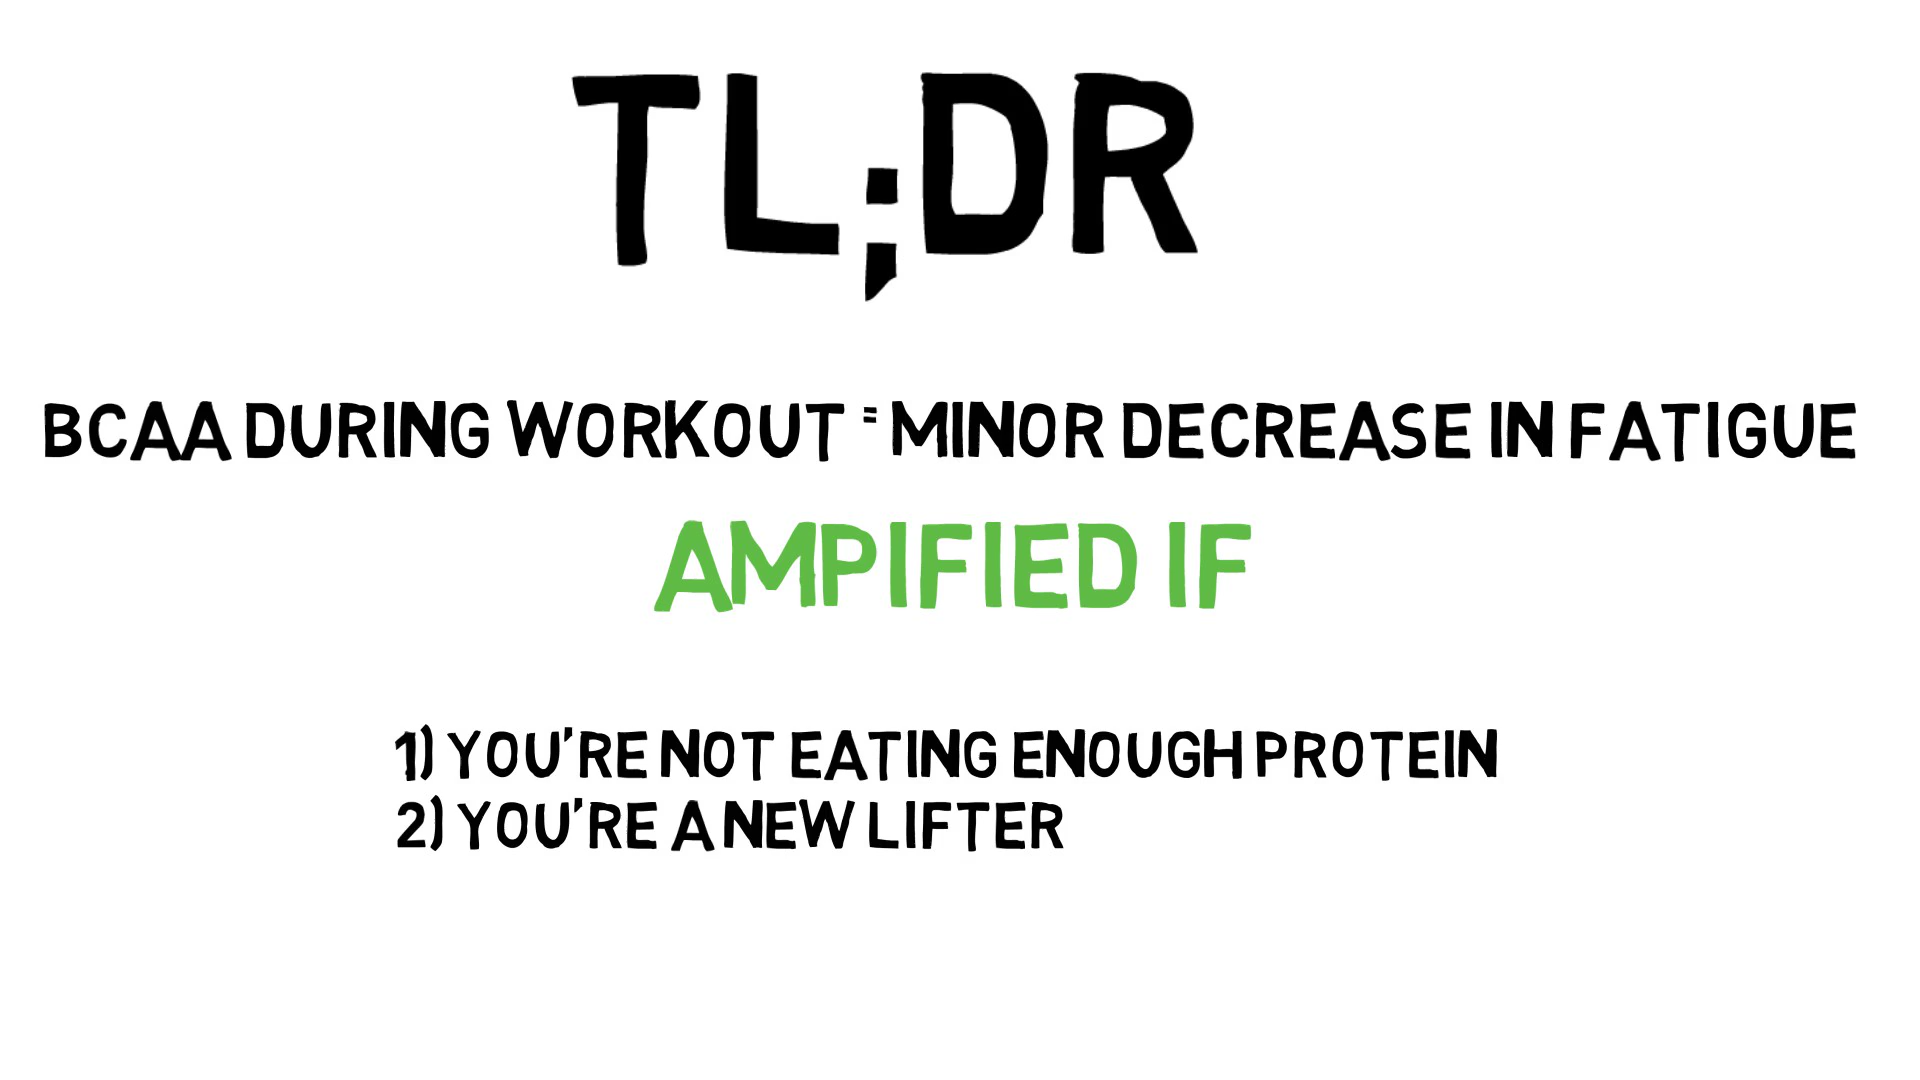 TL;DR
BCAA DURING WORKOUT = MINOR DECREASE IN FATIGUE
AMPIFIED IF
1) YOU'RE NOT EATING ENOUGH PROTEIN
2) YOU'RE A NEW LIFTER